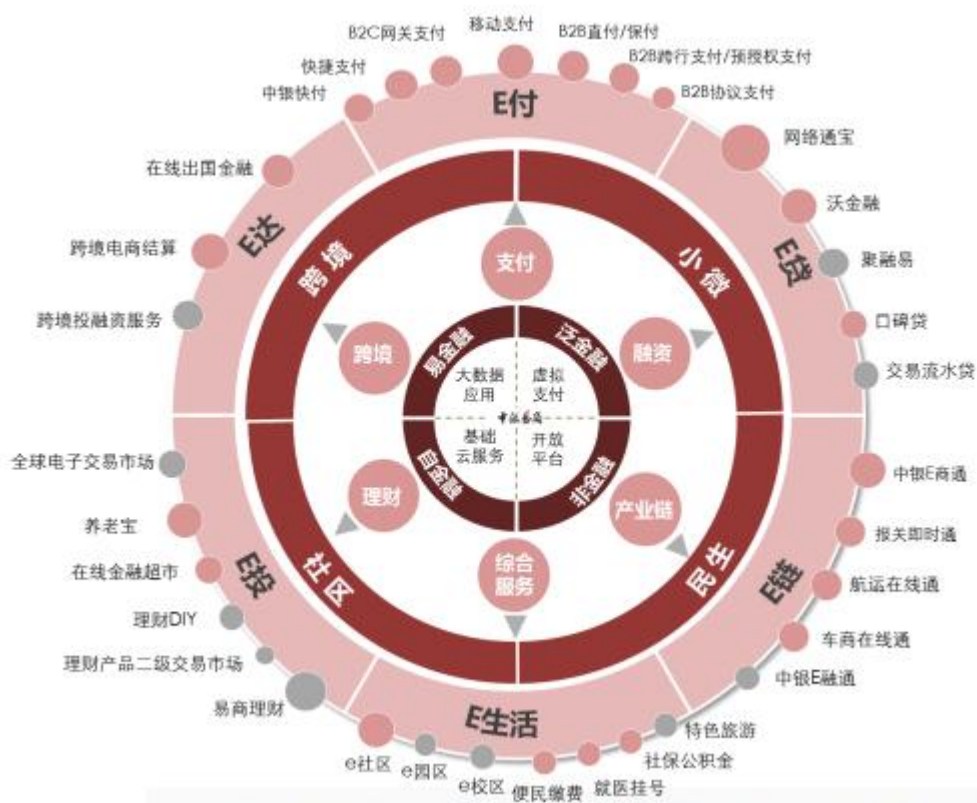 B2C网关支付
移动支付
B2B直付/保付
快捷支付
B2B跨行支付/预授权支付
中银快付
B2B协议支付
E付
网络通宝
在线出国金融
沃金融
E达
E贷
跨境电商结算
聚融易
跨境投融资服务
口碑贷
交易流水贷
跨境
小微
支付
跨境
融资
易金融
泛金融
大数据
应用
虚拟
支付
中银易商
基础
云服务
开放
平台
自金融
非金融
理财
产业链
综合
服务
社区
民生
全球电子交易市场
中银E商通
养老宝
报关即时通
在线金融超市
E投
E链
航运在线通
理财DIY
车商在线通
理财产品二级交易市场
中银E融通
易商理财
E生活
特色旅游
e社区
e园区
e校区
便民缴费
就医挂号
社保公积金